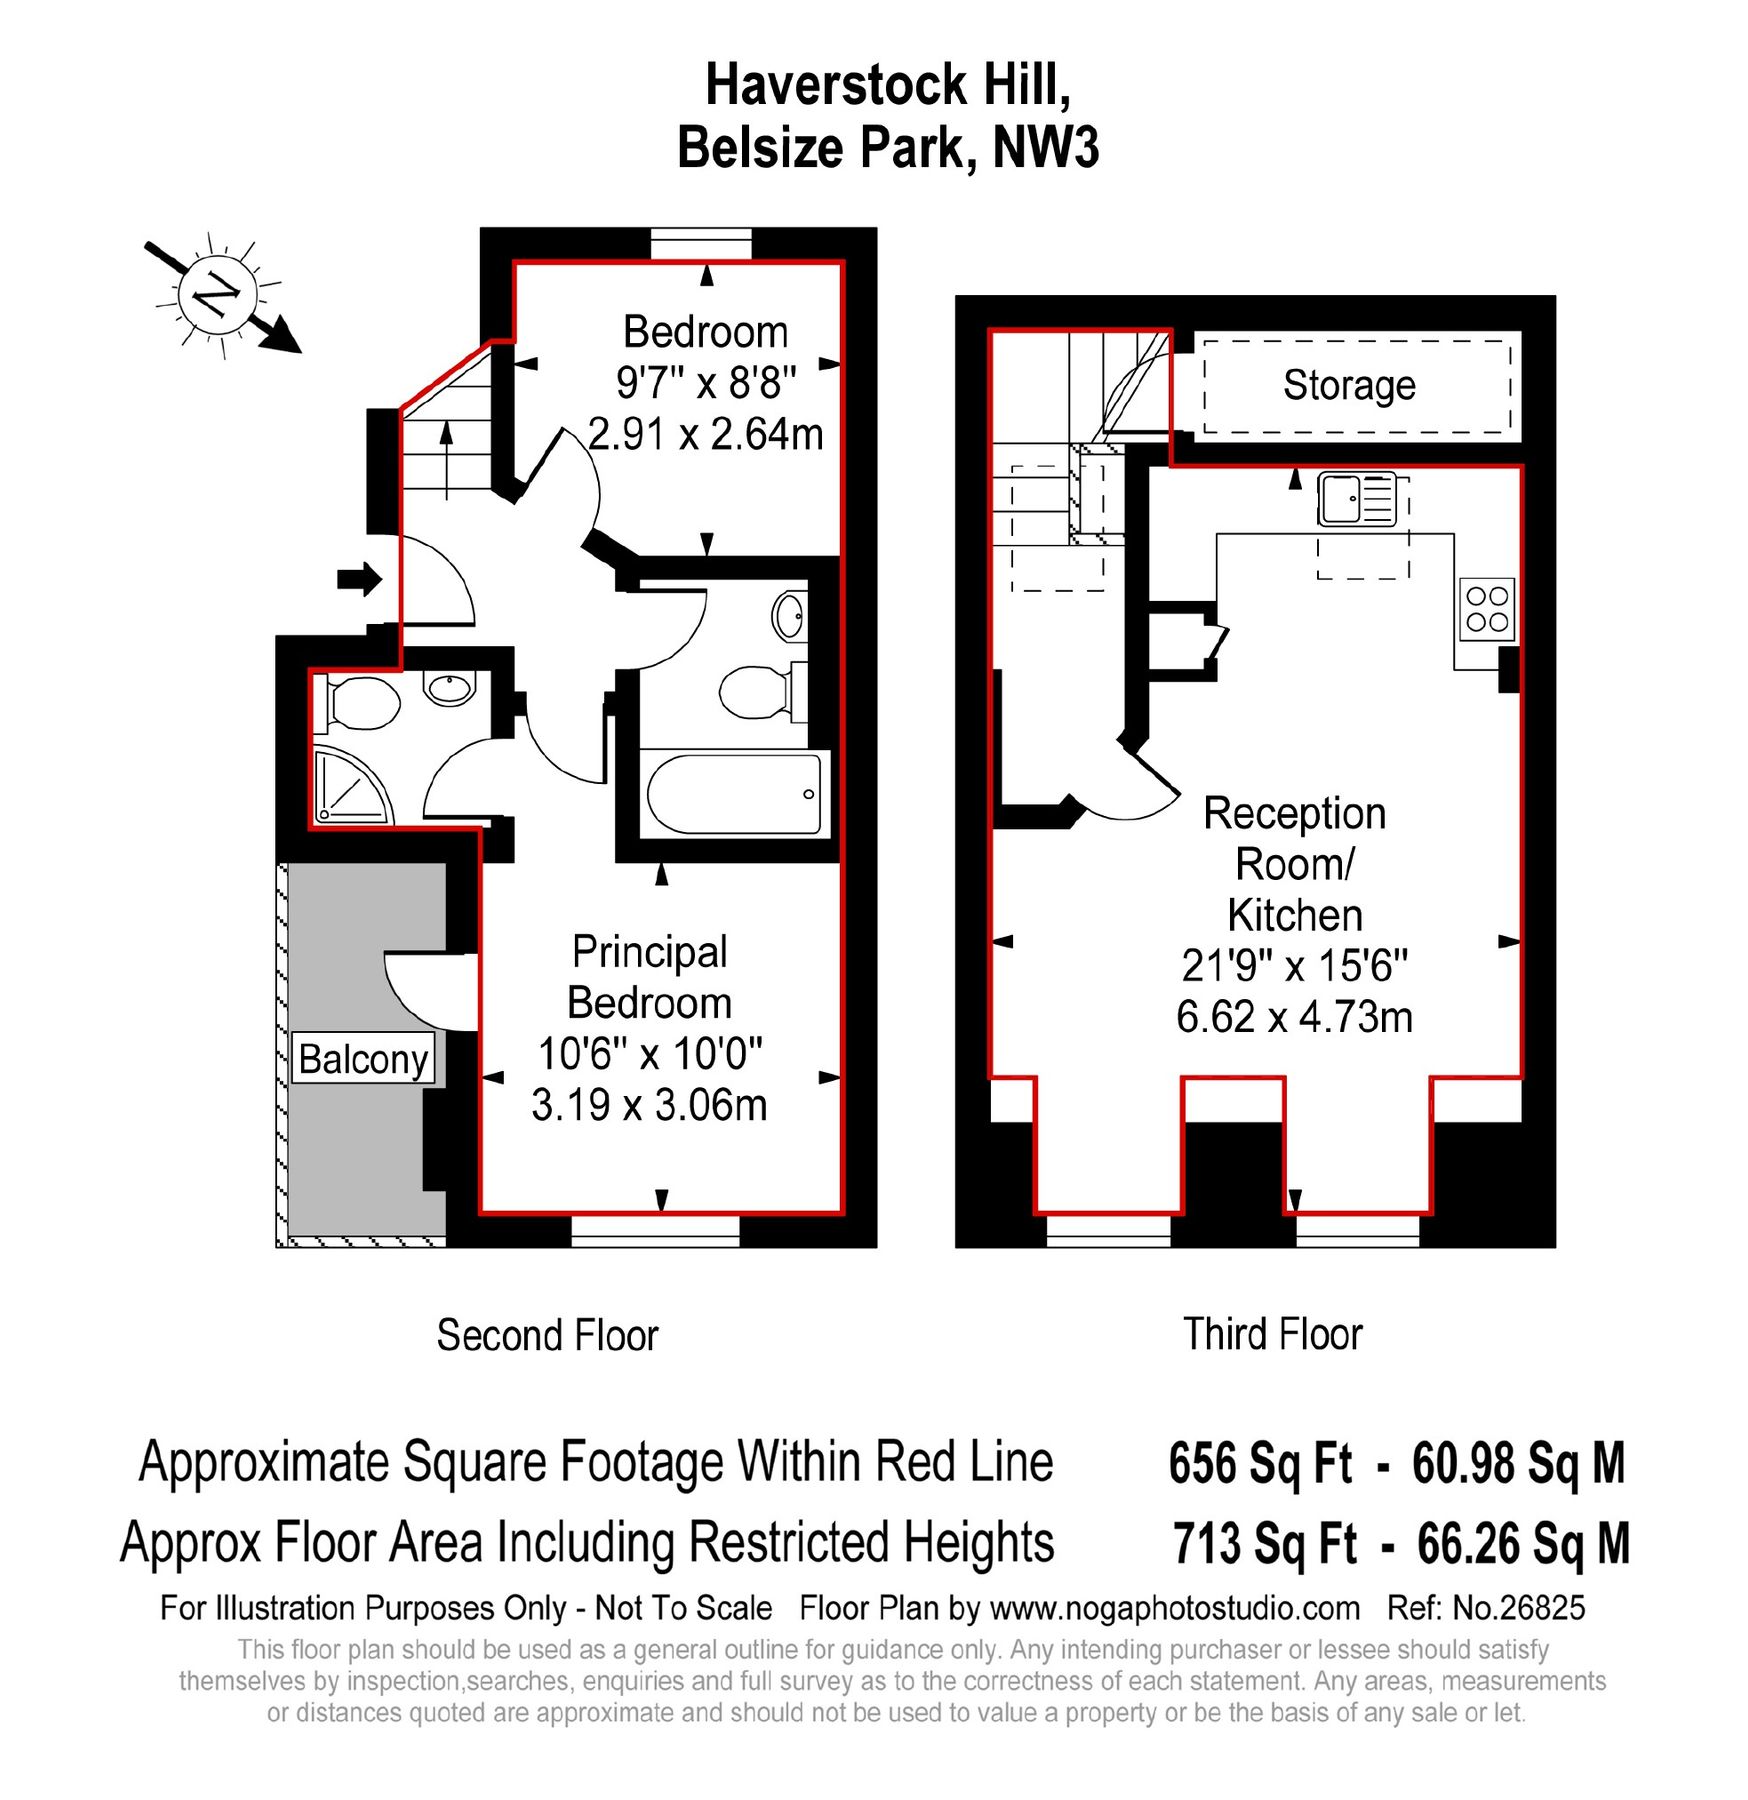 Haverstock Hill,
Belsize Park, NW3
N
Bedroom
9'7" x 8'8"
2.91 x 2.64m
Principal
Bedroom
10'6" x 10'0"
3.19 x 3.06m
Balcony
Storage
Reception
Room/
Kitchen
21'9" x 15'6"
6.62 x 4.73m
Second Floor
Third Floor
Approximate Square Footage Within Red Line 656 Sq Ft - 60.98 Sq M
Approx Floor Area Including Restricted Heights 713 Sq Ft - 66.26 Sq M
For Illustration Purposes Only - Not To Scale Floor Plan by www.nogaphotostudio.com Ref: No.26825
This floor plan should be used as a general outline for guidance only. Any intending purchaser or lessee should satisfy
themselves by inspection,searches, enquiries and full survey as to the correctness of each statement. Any areas, measurements
or distances quoted are approximate and should not be used to value a property or be the basis of any sale or let.